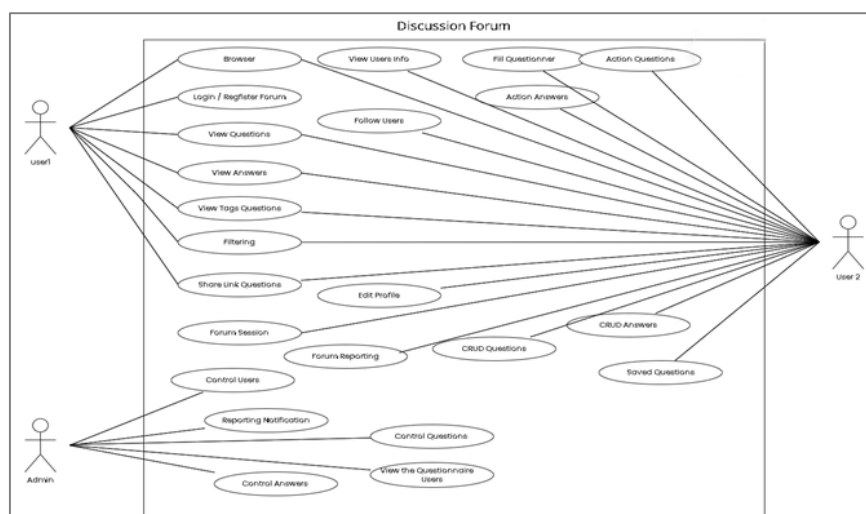 Discussion Forum
Browser
View Users Info
Fill Questionner
Action Questions
Login / Regfister Forum
Action Answers
Follow Users
View Questions
user1
View Answers
View Tags Questions
Filtering
User 2
Share Link Questions
Edit Profile
Forum Session
CRUD Answers
Forum Reporting
CRUD Questions
Saved Questions
Control Users
Reporting Notification
Control Questions
View the Questionnaire
Users
Control Answers
Admin